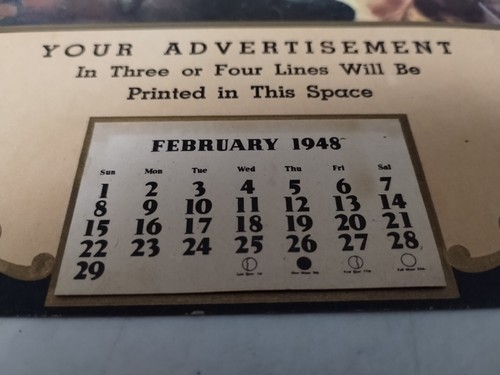 YOUR ADVERTISEMENT
In Three or Four Lines Will Be
Printed in This Space
FEBRUARY 1948
Sun Mon Tue Wed Thu Fri Sat
1 2 3 4 5 6 7
8 9 10 11 12 13 14
15 16 17 18 19 20 21
22 23 24 25 26 27 28
29